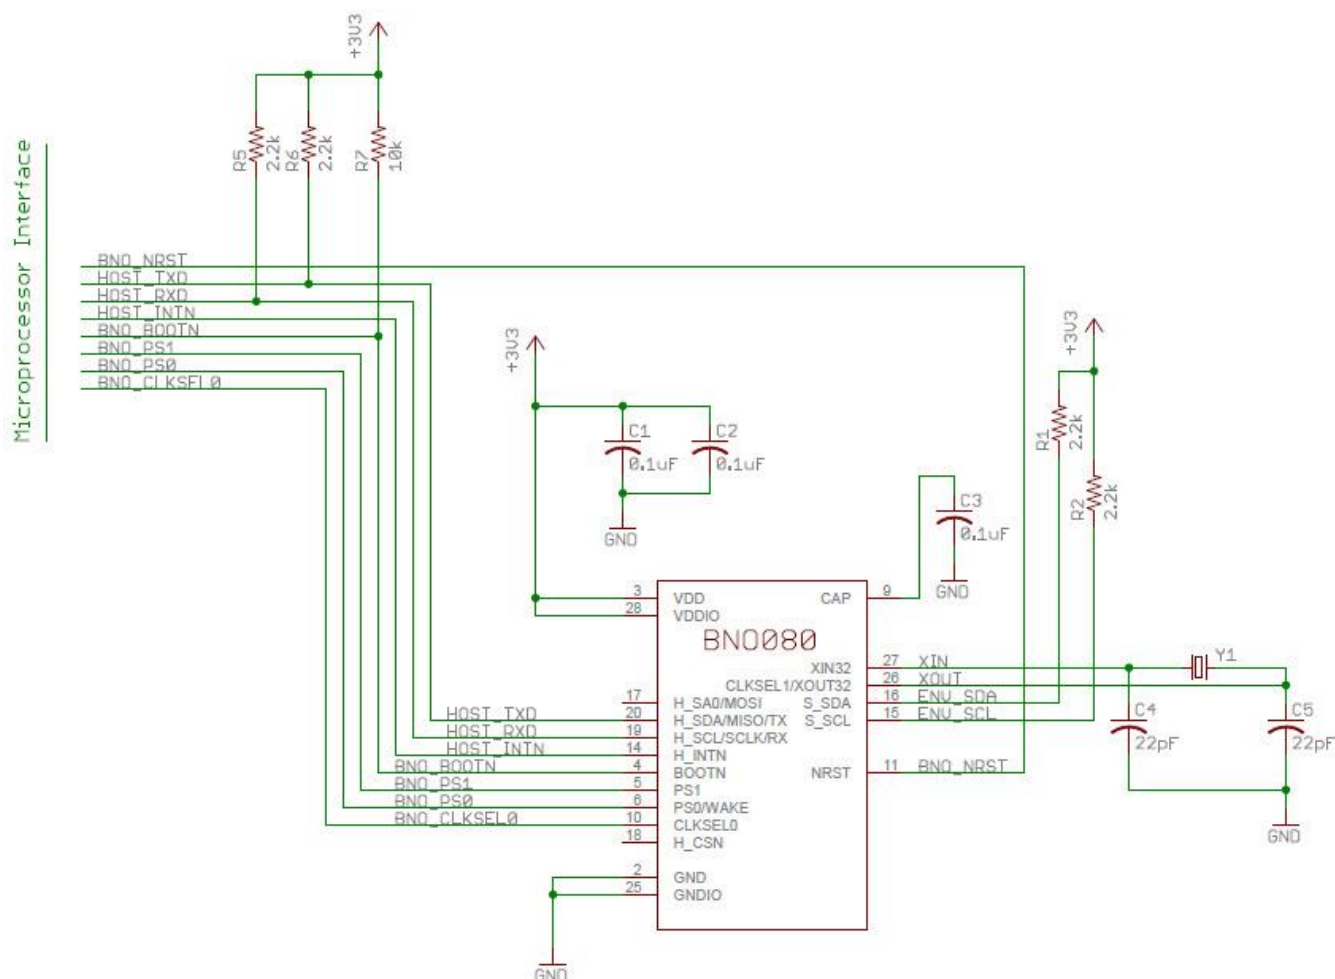 +3V3
R5
2.2k
R6
2.2k
R7
10k
Microprocessor Interface
BNO_NRST
HOST_TXD
HOST_RXD
HOST_INTN
BNO_BOOTN
BNO_PS1
BNO_PS0
BNO_CLKSEL0
+3V3
C1
0.1uF
C2
0.1uF
GND
+3V3
R1
2.2k
R2
2.2k
C3
0.1uF
GND
BNO080
3 VDD
28 VDDIO
17 H_SA0/MOSI
HOST_TXD 20 H_SDA/MISO/TX
HOST_RXD 19 H_SCL/SCLK/RX
HOST_INTN 14 H_INTN
BNO_BOOTN 4 BOOTN
BNO_PS1 5 PS1
BNO_PS0 6 PS0/WAKE
BNO_CLKSEL0 10 CLKSEL0
18 H_CSN
2 GND
25 GNDIO
GND
CAP 9
XIN32 27 XIN
CLKSEL1/XOUT32 26 XOUT
S_SDA 16 ENV_SDA
S_SCL 15 ENV_SCL
NRST 11 BNO_NRST
Y1
C4
22pF
C5
22pF
GND